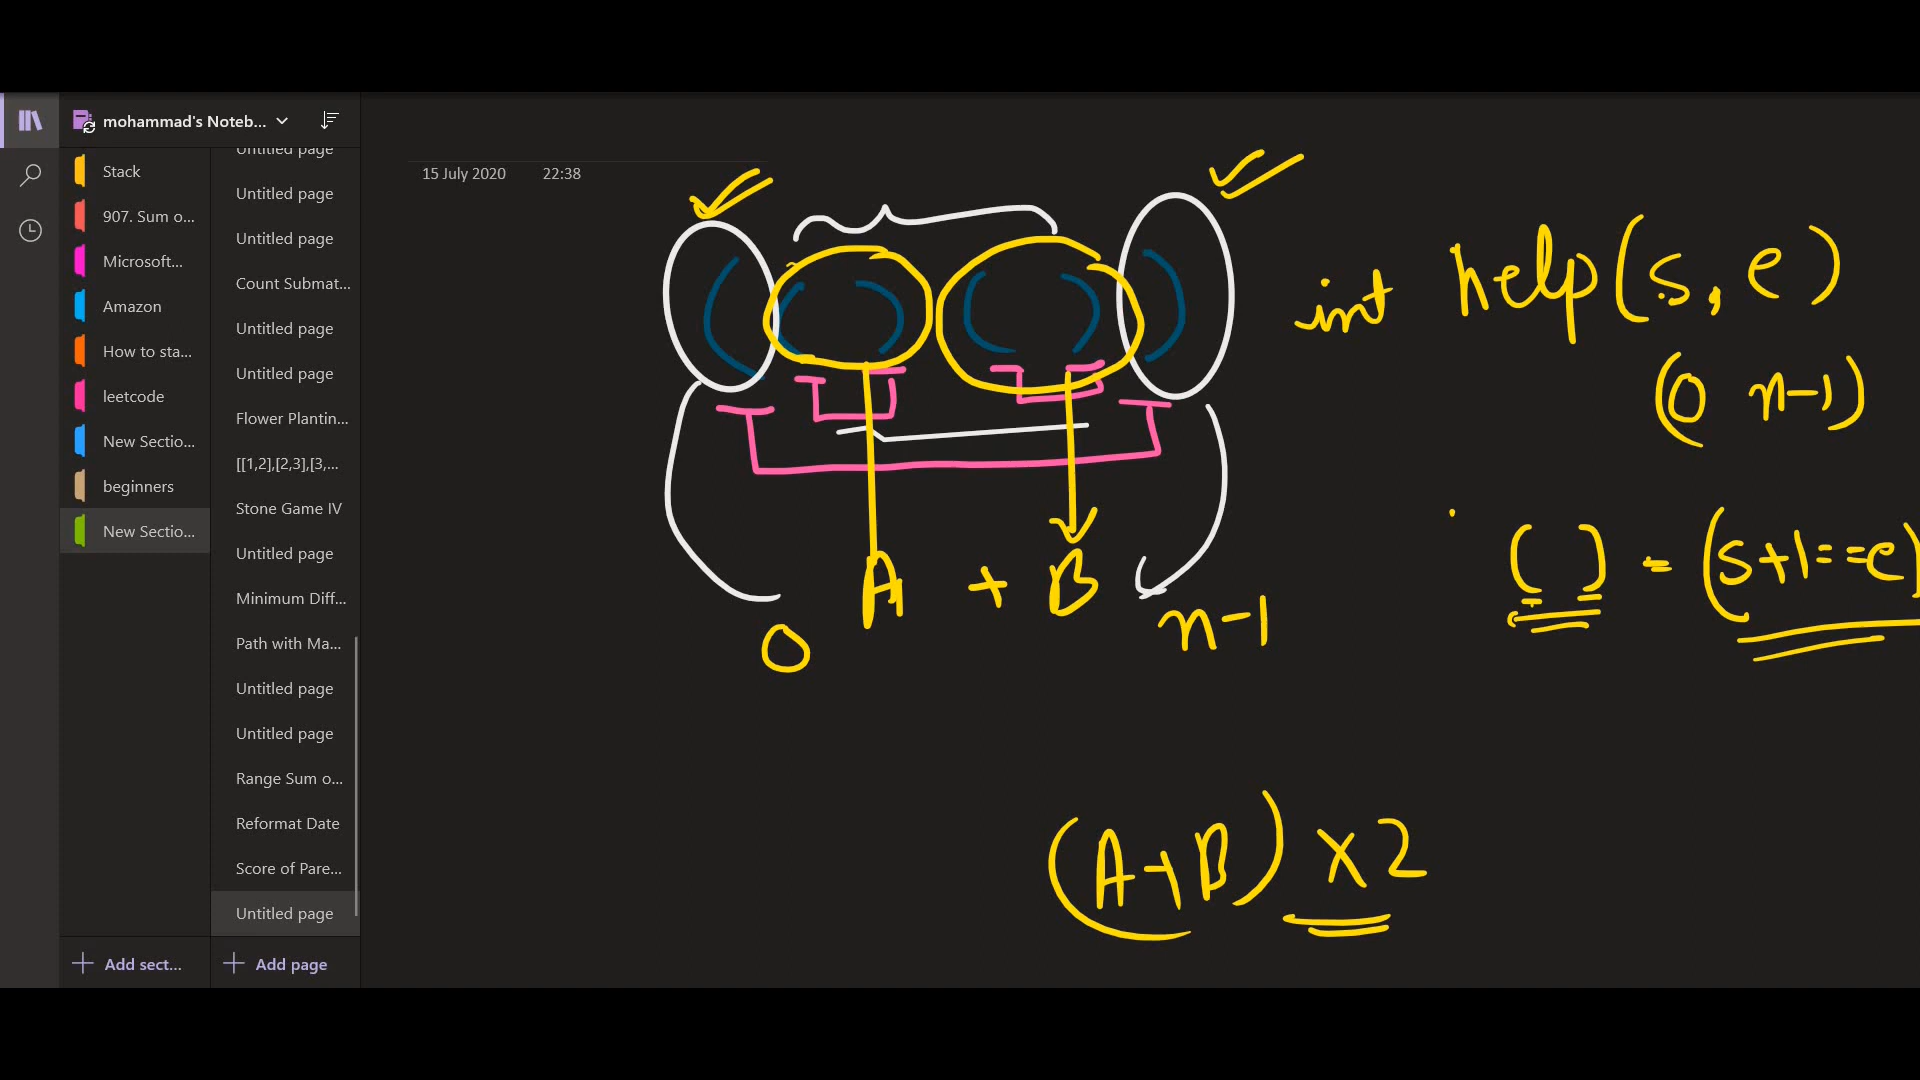 mohammad's Noteb...
Stack
907. Sum o...
Microsoft...
Amazon
How to sta...
leetcode
New Sectio...
beginners
New Sectio...
Add sect...
Untitled page
Untitled page
Untitled page
Count Submat...
Untitled page
Untitled page
Flower Plantin...
[[1,2],[2,3],[3,...
Stone Game IV
Untitled page
Minimum Diff...
Path with Ma...
Untitled page
Untitled page
Range Sum o...
Reformat Date
Score of Pare...
Untitled page
Add page
15 July 2020 22:38
( ( ) ( ) )
A + B
0 n-1
int help(s, e)
(0 n-1)
( ) = (s+1==e)
(A+B) x2